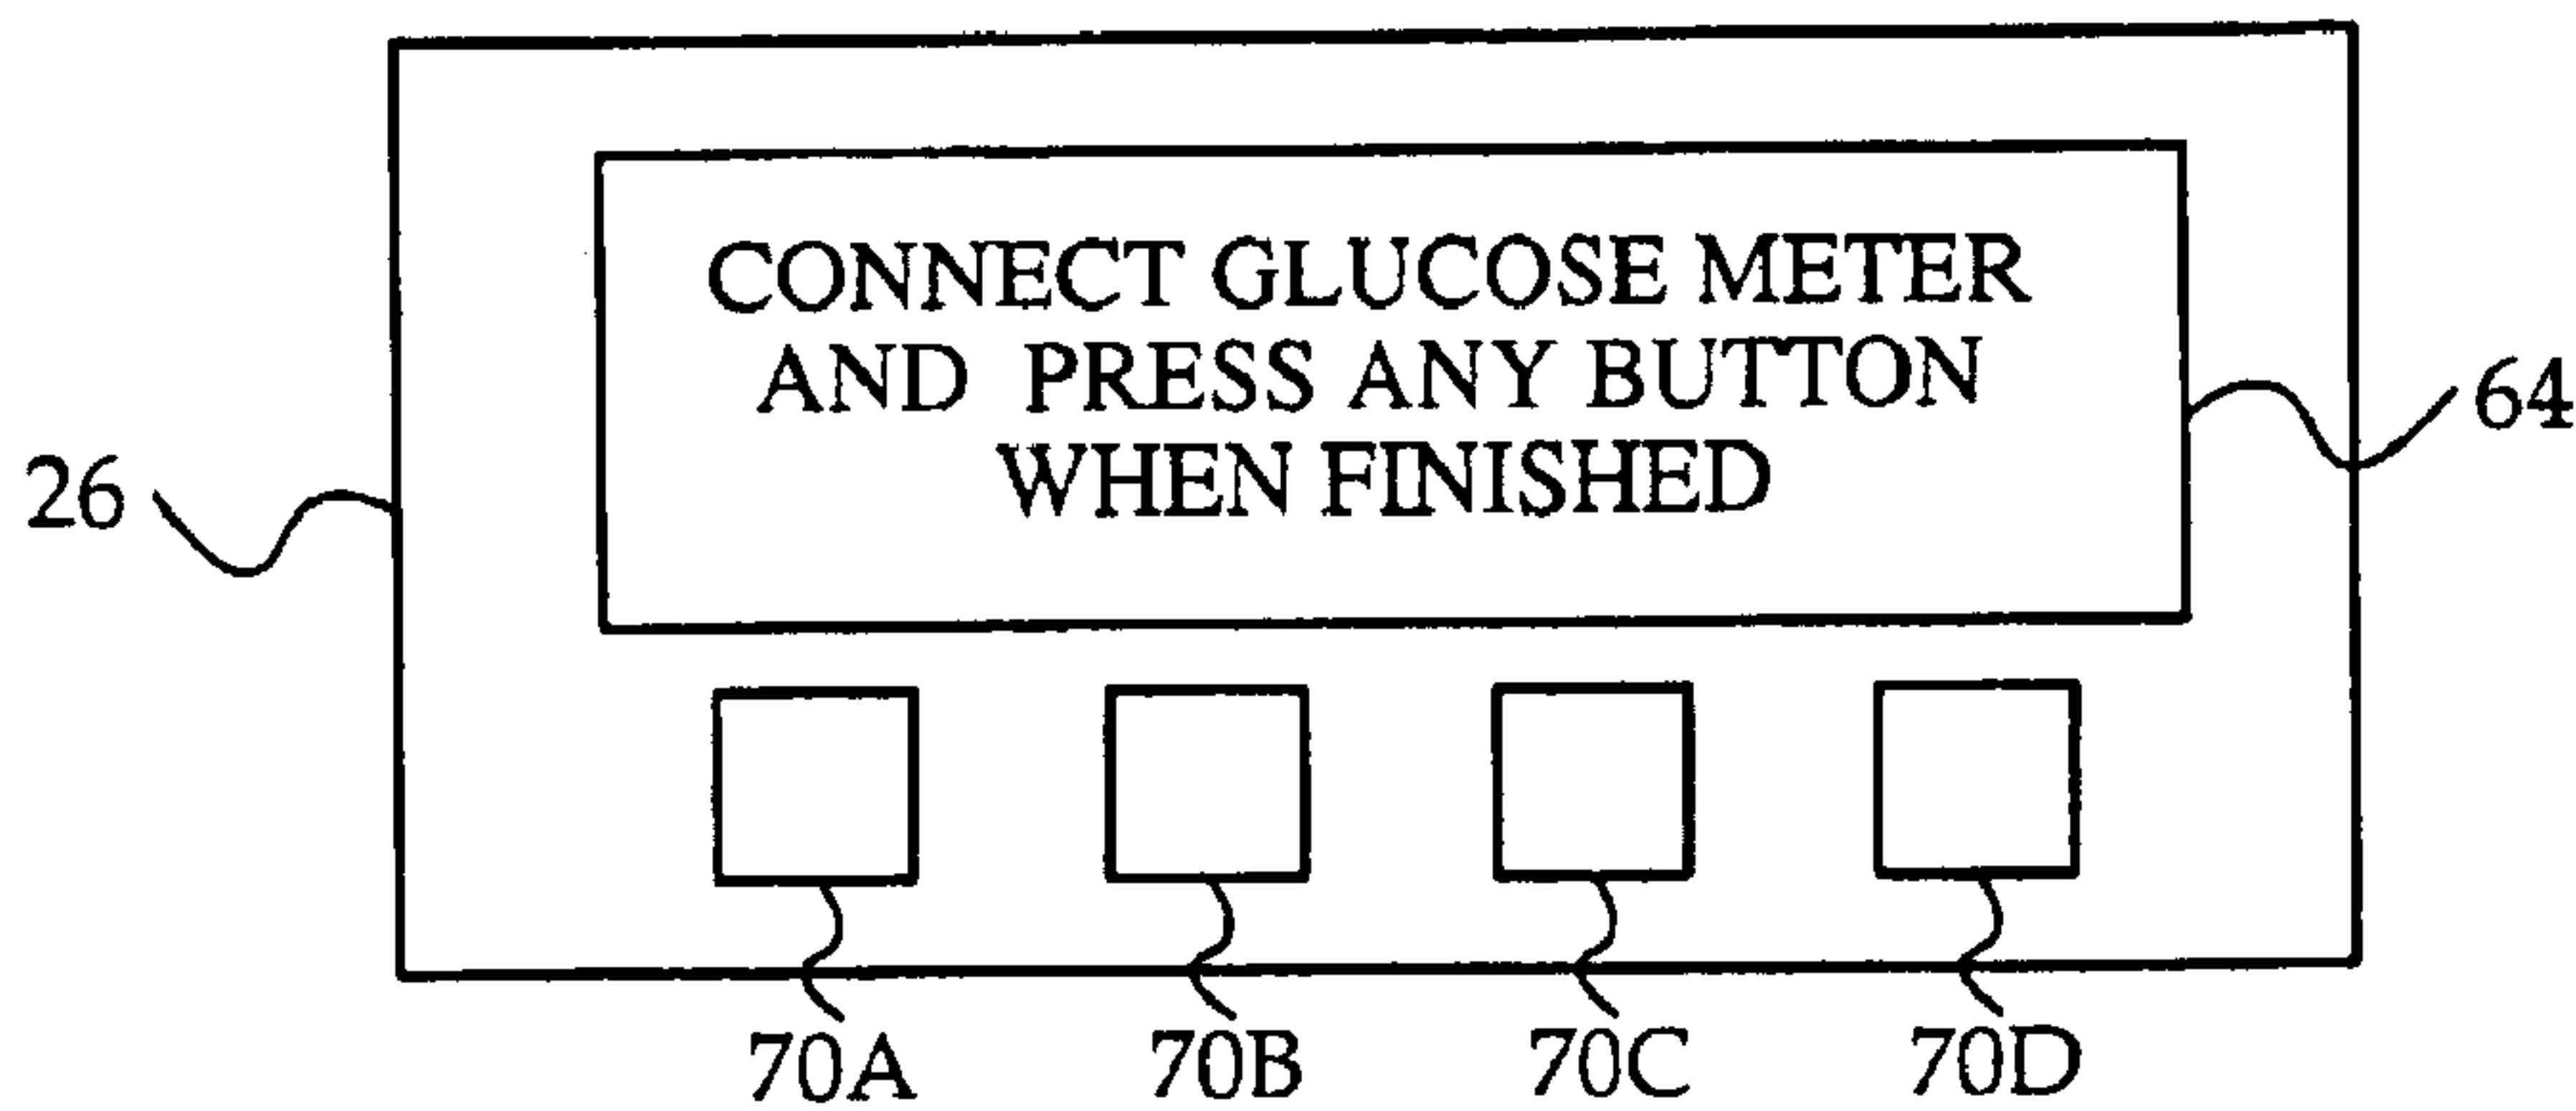 CONNECT GLUCOSE METER
AND PRESS ANY BUTTON
WHEN FINISHED
64
26
70A 70B 70C 70D